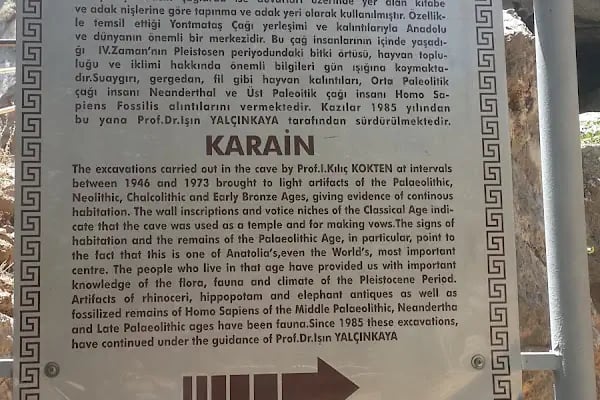 ve adak nişlerine göre tapınma ve adak yeri olarak kullanılmıştır. Özellik-
le temsil ettiği Yontmataş Çağı yerleşimi ve kalıntılarıyla Anadolu
ve dünyanın önemli bir merkezidir. Bu çağ insanlarının içinde yaşadı-
ğı IV.Zaman'nın Pleistosen periyodundaki bitki örtüsü, hayvan toplu-
luğu ve iklimi hakkında önemli bilgileri gün ışığına koymakta-
dır.Suaygırı, gergedan, fil gibi hayvan kalıntıları, Orta Paleolitik
çağı insanı Neanderthal ve Üst Paleoitik çağı insanı Homo Sa-
piens Fossilis alıntılarını vermektedir. Kazılar 1985 yılından
bu yana Prof.Dr.Işın YALÇINKAYA tarafından sürdürülmektedir.
KARAİN
The excavations carried out in the cave by Prof.I.Kılıç KOKTEN at intervals
between 1946 and 1973 brought to light artifacts of the Palaeolithic,
Neolithic, Chalcolithic and Early Bronze Ages, giving evidence of continous
habitation. The wall inscriptions and votice niches of the Classical Age indi-
cate that the cave was used as a temple and for making vows.The signs of
habitation and the remains of the Palaeolithic Age, in particular, point to
the fact that this is one of Anatolia's,even the World's, most important
centre. The people who live in that age have provided us with important
knowledge of the flora, fauna and climate of the Pleistocene Period.
Artifacts of rhinoceri, hippopotam and elephant antiques as well as
fossilized remains of Homo Sapiens of the Middle Palaeolithic, Neandertha
and Late Palaeolithic ages have been fauna.Since 1985 these excavations,
have continued under the guidance of Prof.Dr.Işın YALÇINKAYA